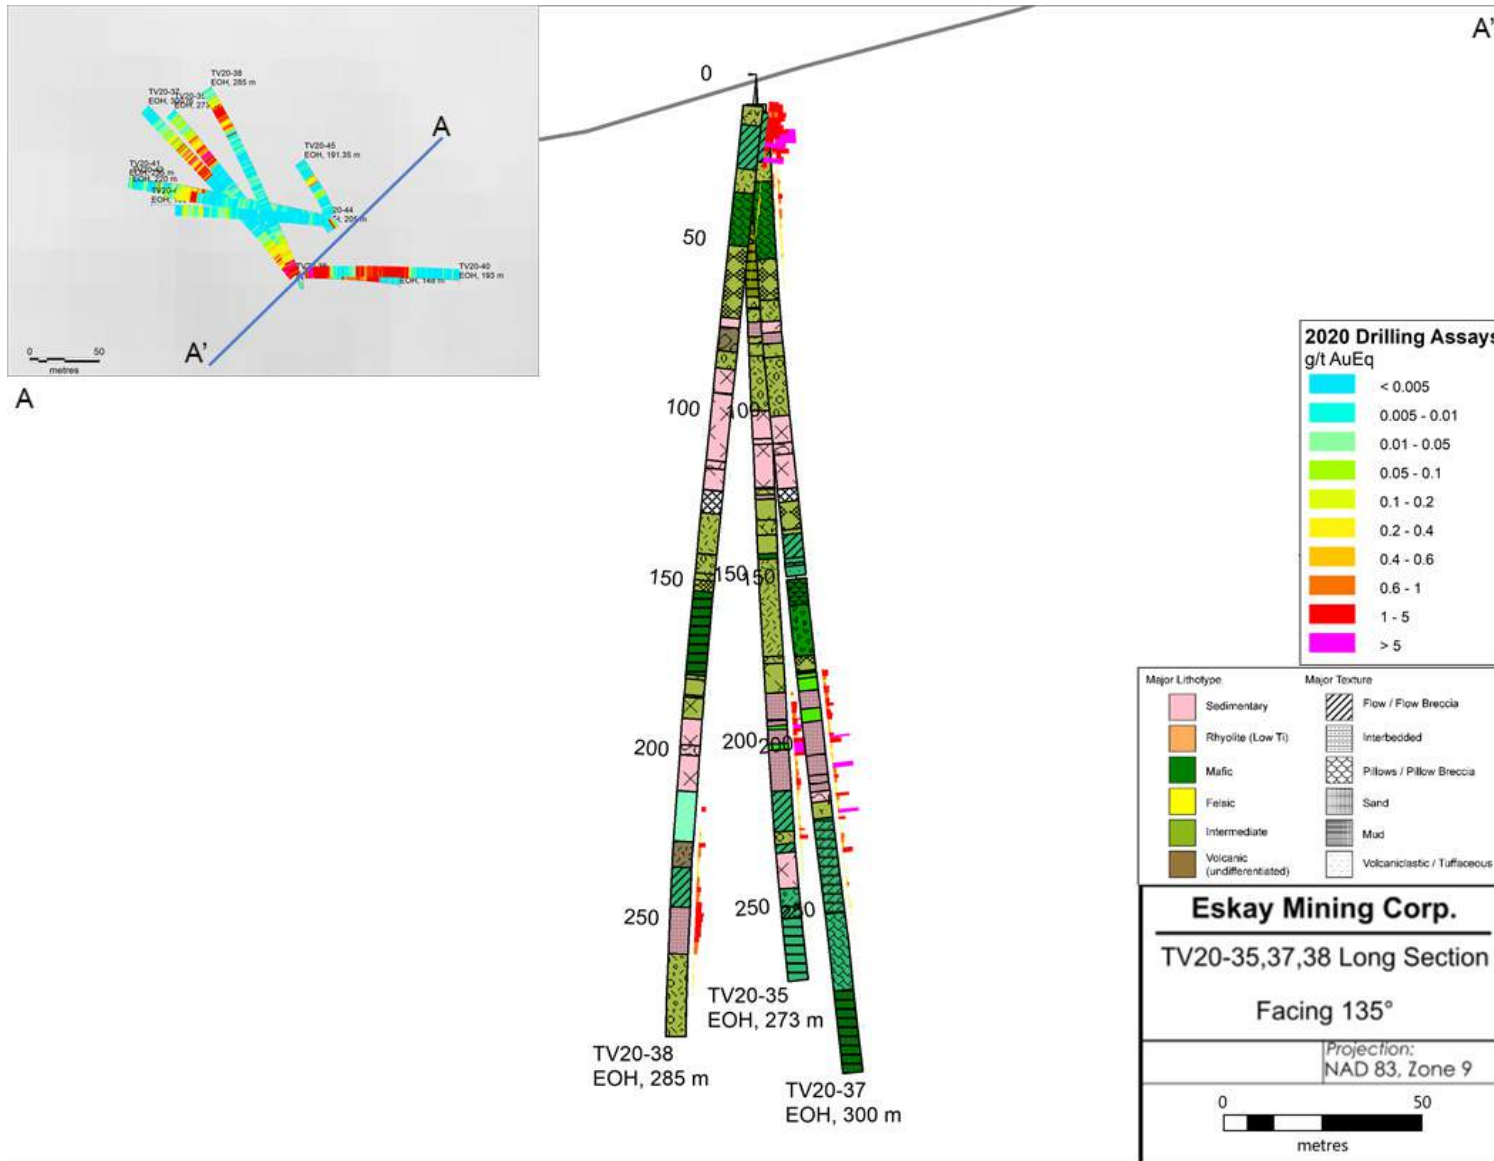 TV20-38
EOH, 285 m
TV20-37
EOH,
TV20-45
EOH, 191.35 m
A
TV20-41
TV20-40
EOH, 193 m
A'
0 50
metres
A
A'
0
50
100
100
150
150
150
200
200
200
250
250
TV20-35
EOH, 273 m
TV20-38
EOH, 285 m
TV20-37
EOH, 300 m
2020 Drilling Assays
g/t AuEq
< 0.005
0.005 - 0.01
0.01 - 0.05
0.05 - 0.1
0.1 - 0.2
0.2 - 0.4
0.4 - 0.6
0.6 - 1
1 - 5
> 5
Major Lithotype
Sedimentary
Rhyolite (Low Ti)
Mafic
Felsic
Intermediate
Volcanic
(undifferentiated)
Major Texture
Flow / Flow Breccia
Interbedded
Pillows / Pillow Breccia
Sand
Mud
Volcaniclastic / Tuffaceous
Eskay Mining Corp.
TV20-35,37,38 Long Section
Facing 135°
Projection:
NAD 83, Zone 9
0 50
metres